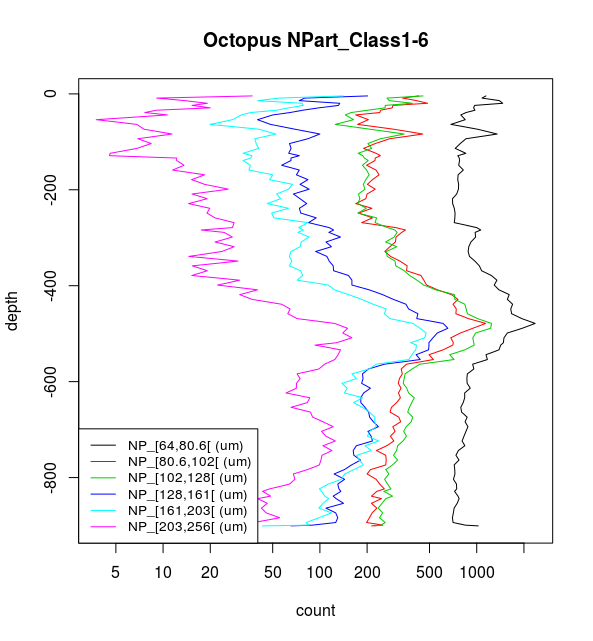 Octopus NPart_Class1-6
depth
0
-200
-400
-600
-800
NP_[64,80.6[ (um)
NP_[80.6,102[ (um)
NP_[102,128[ (um)
NP_[128,161[ (um)
NP_[161,203[ (um)
NP_[203,256[ (um)
5 10 20 50 100 200 500 1000
count